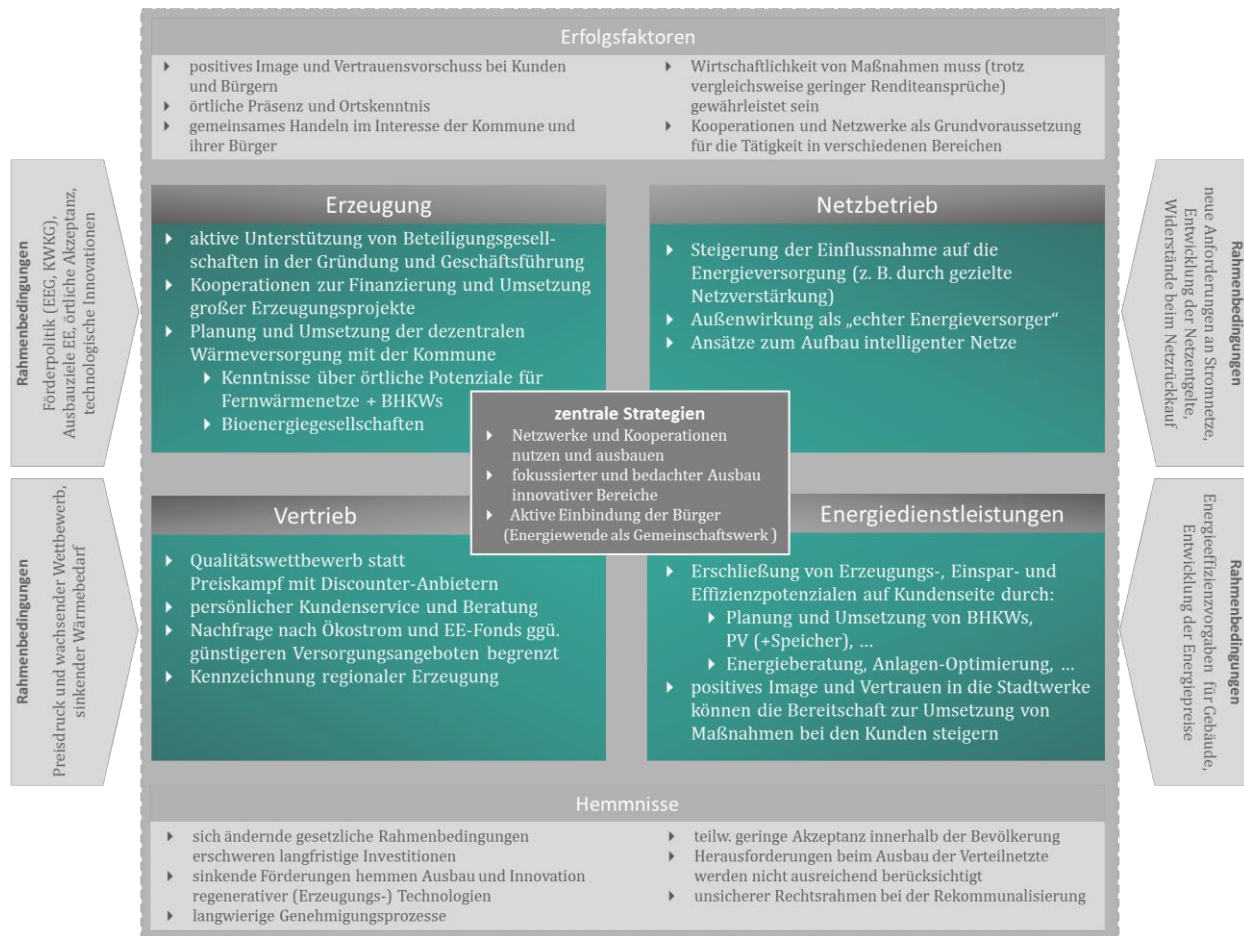 Erfolgsfaktoren
positives Image und Vertrauensvorschuss bei Kunden
und Bürgern
örtliche Präsenz und Ortskenntnis
gemeinsames Handeln im Interesse der Kommune und
ihrer Bürger
Wirtschaftlichkeit von Maßnahmen muss (trotz
vergleichsweise geringer Renditeansprüche)
gewährleistet sein
Kooperationen und Netzwerke als Grundvoraussetzung
für die Tätigkeit in verschiedenen Bereichen
Rahmenbedingungen
Förderpolitik (EEG, KWKG),
Ausbauziele EE, örtliche Akzeptanz,
technologische Innovationen
Erzeugung
aktive Unterstützung von Beteiligungsgesell-
schaften in der Gründung und Geschäftsführung
Kooperationen zur Finanzierung und Umsetzung
großer Erzeugungsprojekte
Planung und Umsetzung der dezentralen
Wärmeversorgung mit der Kommune
Kenntnisse über örtliche Potenziale für
Fernwärmenetze + BHKWs
Bioenergiegesellschaften
Netzbetrieb
Steigerung der Einflussnahme auf die
Energieversorgung (z. B. durch gezielte
Netzverstärkung)
Außenwirkung als „echter Energieversorger“
Ansätze zum Aufbau intelligenter Netze
Rahmenbedingungen
neue Anforderungen an Stromnetze,
Entwicklung der Netzentgelte,
Widerstände beim Netzrückkauf
zentrale Strategien
Netzwerke und Kooperationen
nutzen und ausbauen
fokussierter und bedachter Ausbau
innovativer Bereiche
Aktive Einbindung der Bürger
(Energiewende als Gemeinschaftswerk )
Rahmenbedingungen
Preisdruck und wachsender Wettbewerb,
sinkender Wärmebedarf
Vertrieb
Qualitätswettbewerb statt
Preiskampf mit Discounter-Anbietern
persönlicher Kundenservice und Beratung
Nachfrage nach Ökostrom und EE-Fonds ggü.
günstigeren Versorgungsangeboten begrenzt
Kennzeichnung regionaler Erzeugung
Energiedienstleistungen
Erschließung von Erzeugungs-, Einspar- und
Effizienzpotenzialen auf Kundenseite durch:
Planung und Umsetzung von BHKWs,
PV (+Speicher), …
Energieberatung, Anlagen-Optimierung, …
positives Image und Vertrauen in die Stadtwerke
können die Bereitschaft zur Umsetzung von
Maßnahmen bei den Kunden steigern
Rahmenbedingungen
Energieeffizienzvorgaben für Gebäude,
Entwicklung der Energiepreise
Hemmnisse
sich ändernde gesetzliche Rahmenbedingungen
erschweren langfristige Investitionen
sinkende Förderungen hemmen Ausbau und Innovation
regenerativer (Erzeugungs-) Technologien
langwierige Genehmigungsprozesse
teilw. geringe Akzeptanz innerhalb der Bevölkerung
Herausforderungen beim Ausbau der Verteilnetzte
werden nicht ausreichend berücksichtigt
unsicherer Rechtsrahmen bei der Rekommunalisierung